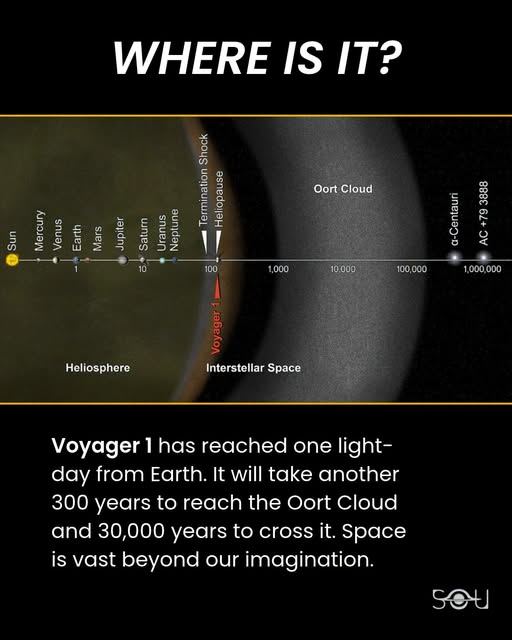 WHERE IS IT?
Sun
Mercury
Venus
Earth
Mars
Jupiter
Saturn
Uranus
Neptune
Termination Shock
Heliopause
Oort Cloud
α-Centauri
AC +79 3888
1
10
100
1,000
10,000
100,000
1,000,000
Voyager 1
Heliosphere
Interstellar Space
Voyager 1 has reached one light-
day from Earth. It will take another
300 years to reach the Oort Cloud
and 30,000 years to cross it. Space
is vast beyond our imagination.
SOU